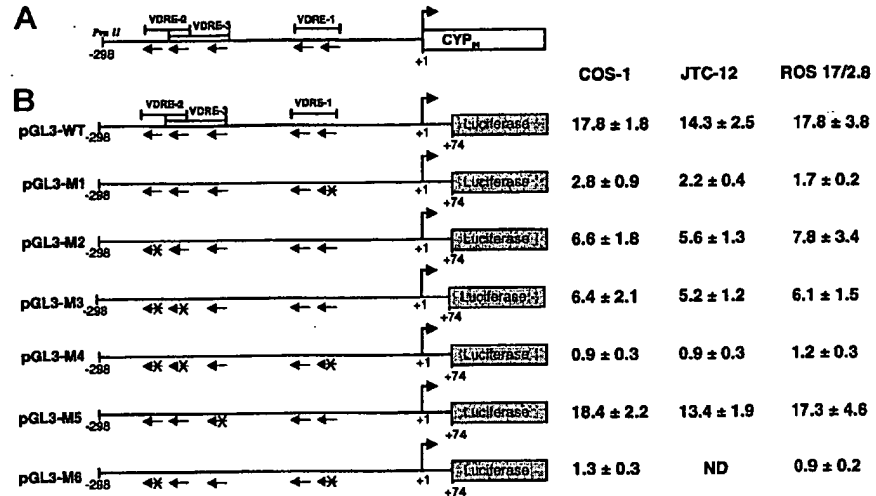 A
Pvu II
VDRE-2
VDRE-3
VDRE-1
-298
+1
CYP24
COS-1 JTC-12 ROS 17/2.8
B
VDRE-2
VDRE-3
VDRE-1
pGL3-WT -298 +1 +74 Luciferase 17.8 ± 1.8 14.3 ± 2.5 17.8 ± 3.8
pGL3-M1 -298 +1 +74 Luciferase 2.8 ± 0.9 2.2 ± 0.4 1.7 ± 0.2
pGL3-M2 -298 +1 +74 Luciferase 6.6 ± 1.8 5.6 ± 1.3 7.8 ± 3.4
pGL3-M3 -298 +1 +74 Luciferase 6.4 ± 2.1 5.2 ± 1.2 6.1 ± 1.5
pGL3-M4 -298 +1 +74 Luciferase 0.9 ± 0.3 0.9 ± 0.3 1.2 ± 0.3
pGL3-M5 -298 +1 +74 Luciferase 18.4 ± 2.2 13.4 ± 1.9 17.3 ± 4.6
pGL3-M6 -298 +1 +74 Luciferase 1.3 ± 0.3 ND 0.9 ± 0.2